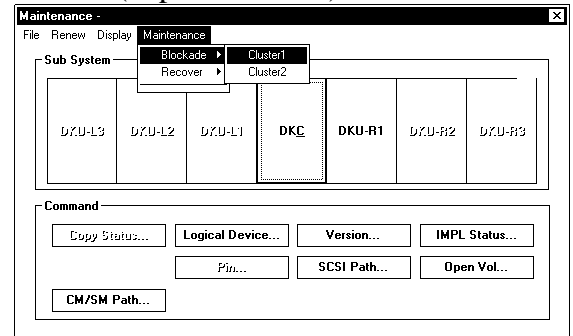 Maintenance -
File Renew Display Maintenance
Blockade Cluster1
Sub System
Recover Cluster2
DKU-L3 DKU-L2 DKU-L1 DKC DKU-R1 DKU-R2 DKU-R3
Command
Copy Status... Logical Device... Version... IMPL Status...
Pin... SCSI Path... Open Vol...
CM/SM Path...